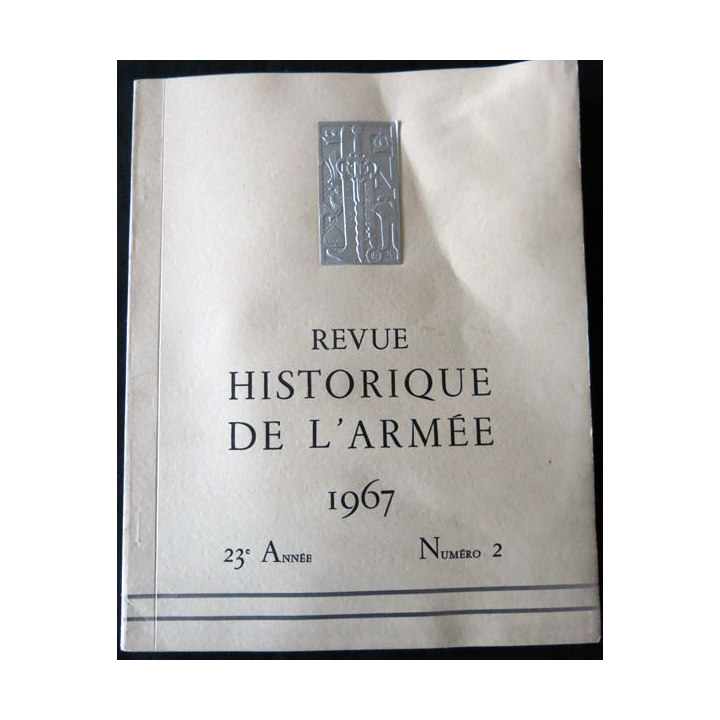 REVUE
HISTORIQUE
DE L'ARMÉE
1967
23e ANNÉE NUMÉRO 2